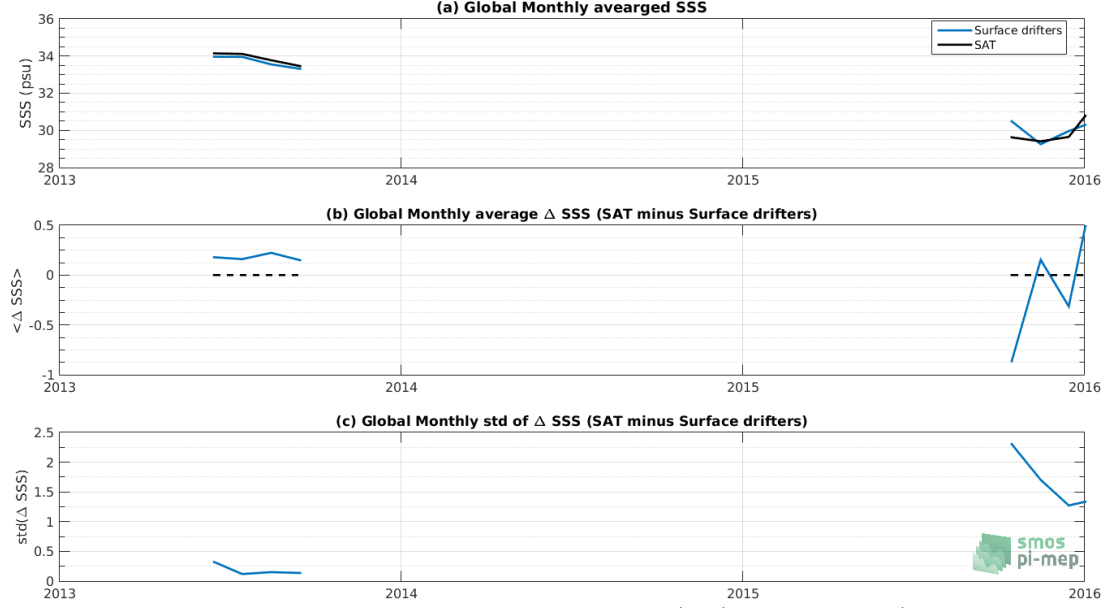 (a) Global Monthly avearged SSS
36
34
32
30
28
SSS (psu)
Surface drifters
SAT
2013
2014
2015
2016
(b) Global Monthly average Δ SSS (SAT minus Surface drifters)
0.5
0
-0.5
-1
<Δ SSS>
2013
2014
2015
2016
(c) Global Monthly std of Δ SSS (SAT minus Surface drifters)
2.5
2
1.5
1
0.5
0
std(Δ SSS)
smos
pi-mep
2013
2014
2015
2016